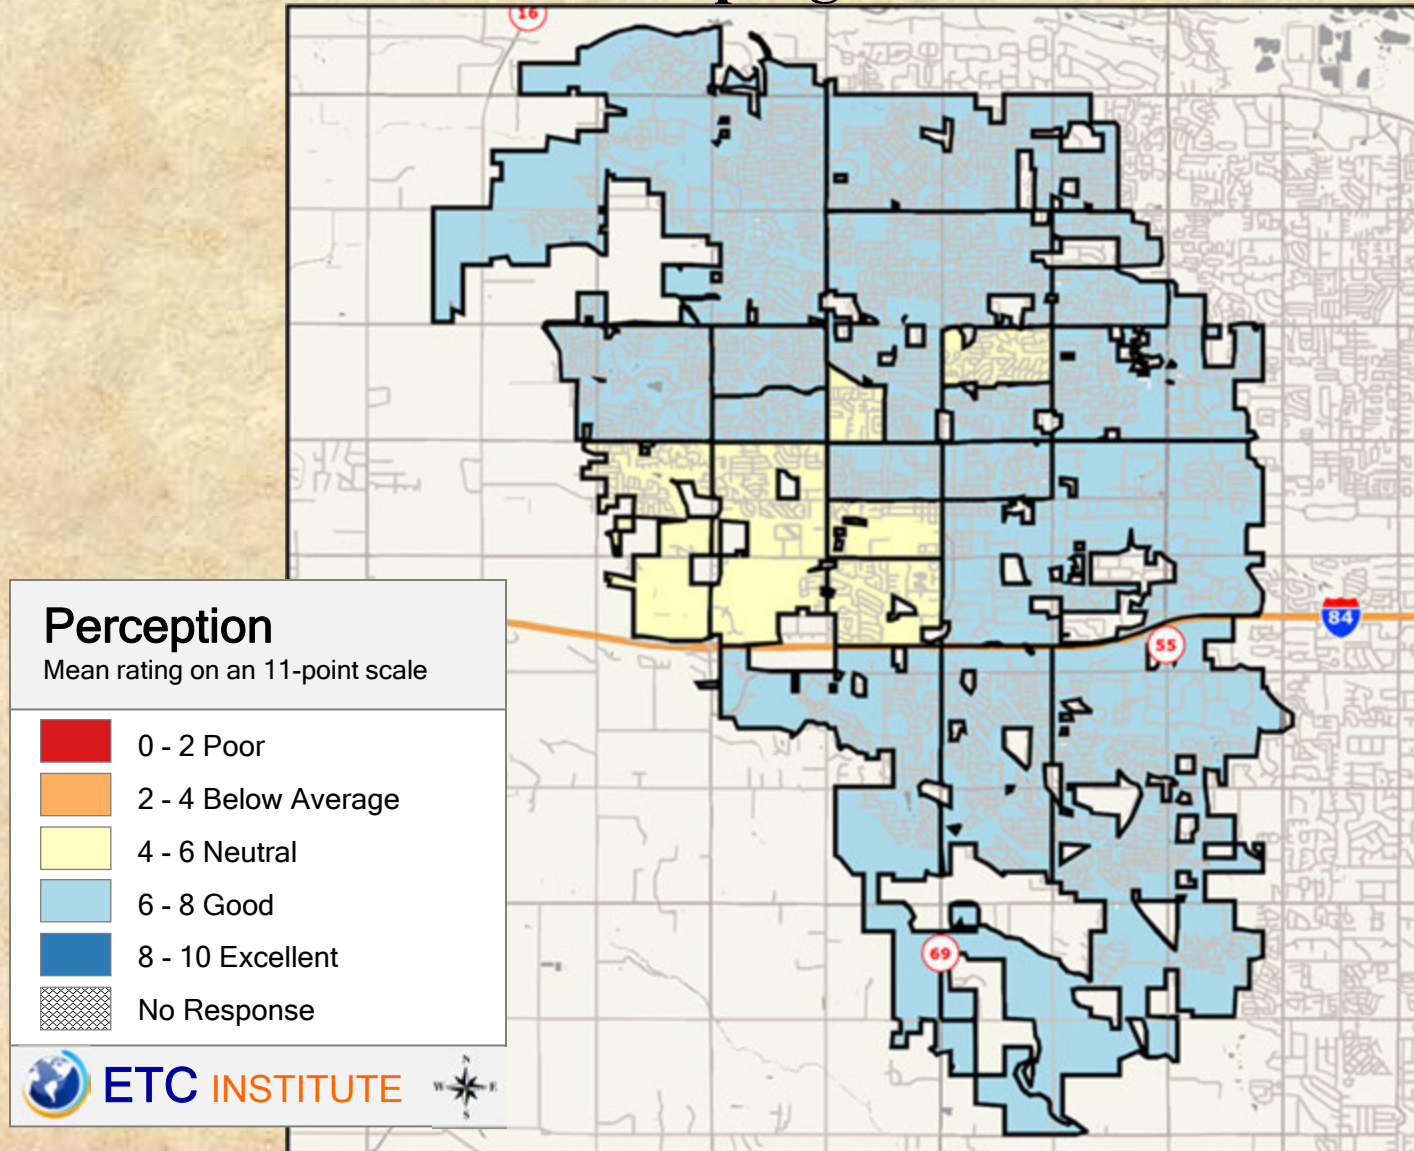 16
84
55
69
Perception
Mean rating on an 11-point scale
0 - 2 Poor
2 - 4 Below Average
4 - 6 Neutral
6 - 8 Good
8 - 10 Excellent
No Response
ETC INSTITUTE
N
W E
S